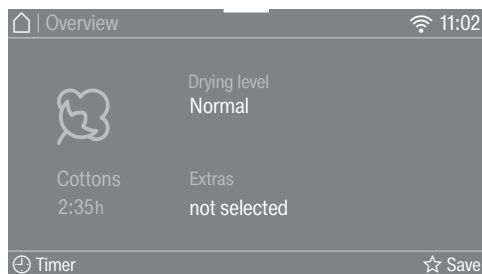 | Overview
11:02
Drying level
Normal
Cottons
2:35h
Extras
not selected
Timer
Save